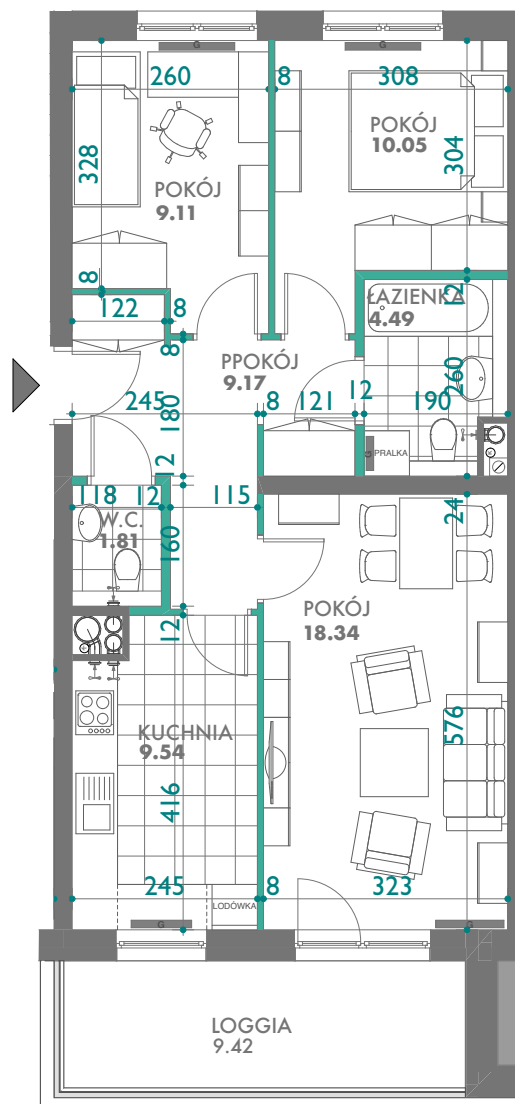 G
G
260
8
308
POKÓJ
10.05
328
304
POKÓJ
9.11
8
12
ŁAZIENKA
4.49
122
8
8
PPOKÓJ
9.17
260
245
180
8
121
12
190
G
PRALKA
12
118
12
115
24
W.C.
1.81
160
POKÓJ
18.34
12
576
KUCHNIA
9.54
416
245
8
323
LODÓWKA
G
G
LOGGIA
9.42